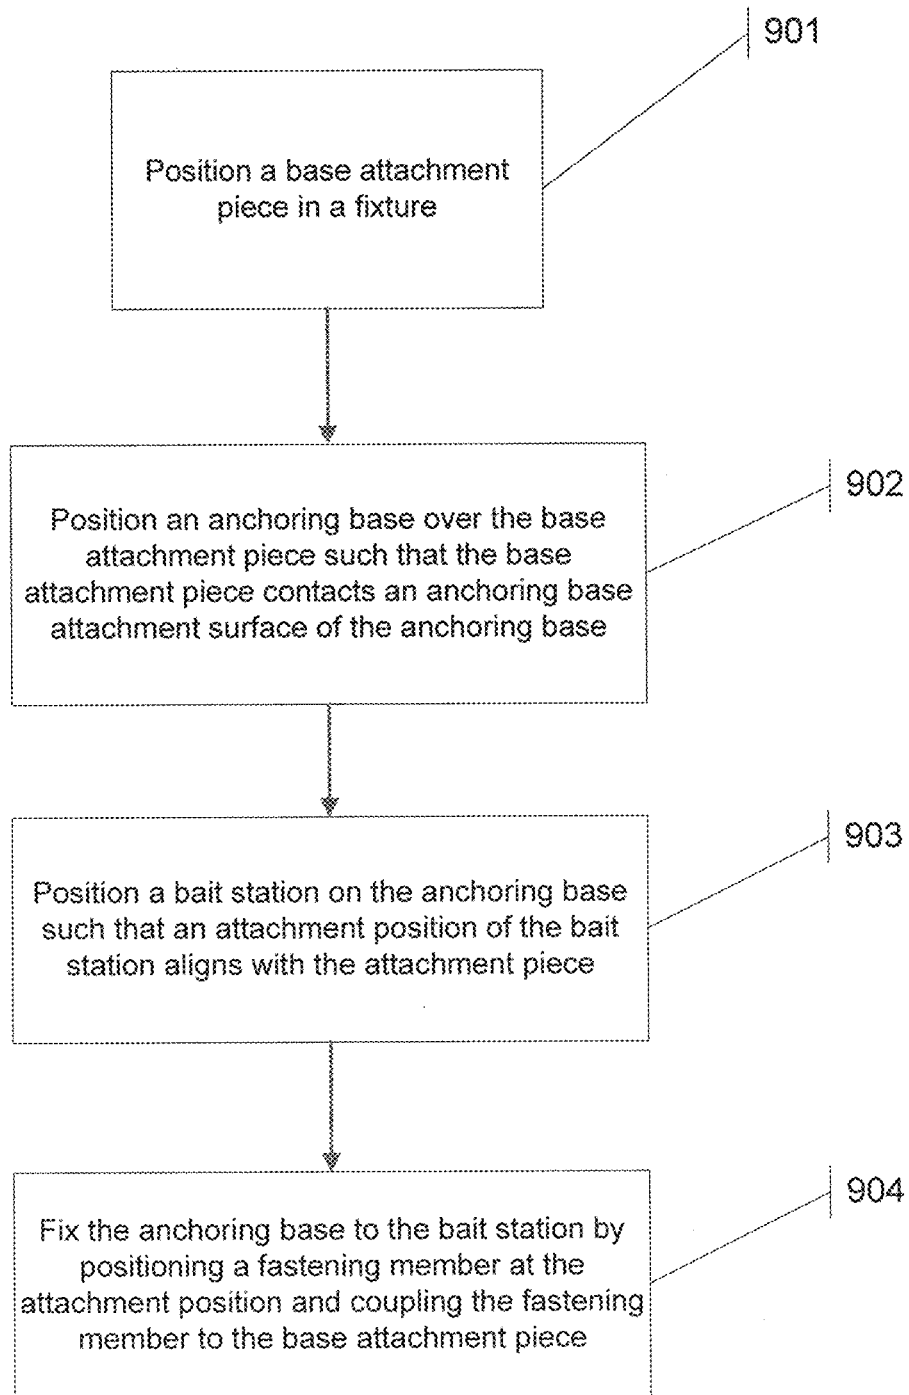 901
Position a base attachment
piece in a fixture
902
Position an anchoring base over the base
attachment piece such that the base
attachment piece contacts an anchoring base
attachment surface of the anchoring base
903
Position a bait station on the anchoring base
such that an attachment position of the bait
station aligns with the attachment piece
904
Fix the anchoring base to the bait station by
positioning a fastening member at the
attachment position and coupling the fastening
member to the base attachment piece